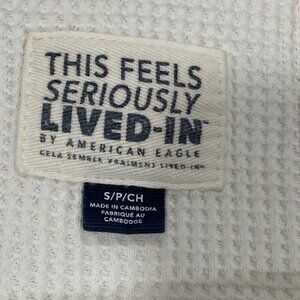 THIS FEELS
SERIOUSLY
LIVED-IN™
BY AMERICAN EAGLE
CELA SEMBLE VRAIMENT LIVED-IN™
S/P/CH
MADE IN CAMBODIA
FABRIQUÉ AU
CAMBODGE